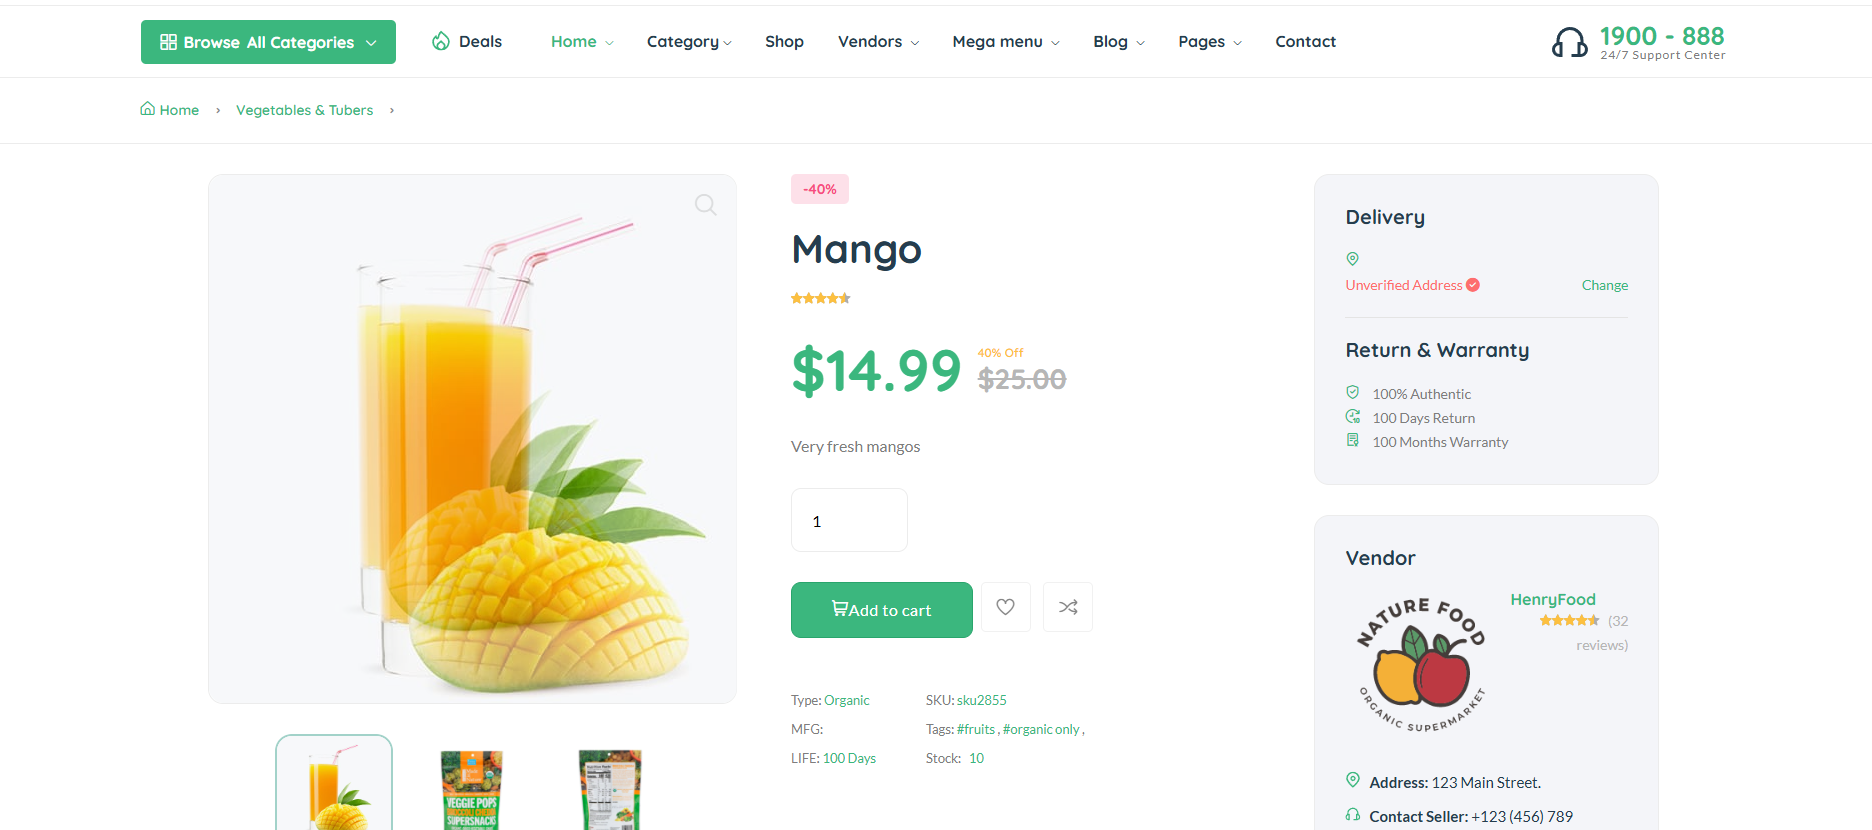 Browse All Categories
Deals
Home
Category
Shop
Vendors
Mega menu
Blog
Pages
Contact
1900 - 888
24/7 Support Center
Home
Vegetables & Tubers
-40%
Mango
$14.99
40% Off
$25.00
Very fresh mangos
1
Add to cart
Type: Organic
SKU: sku2855
MFG:
Tags: #fruits , #organic only ,
LIFE: 100 Days
Stock: 10
VEGGIE POPS
SUPERSNACKS
Delivery
Unverified Address
Change
Return & Warranty
100% Authentic
100 Days Return
100 Months Warranty
Vendor
NATURE FOOD
ORGANIC SUPERMARKET
HenryFood
(32
reviews)
Address: 123 Main Street.
Contact Seller: +123 (456) 789